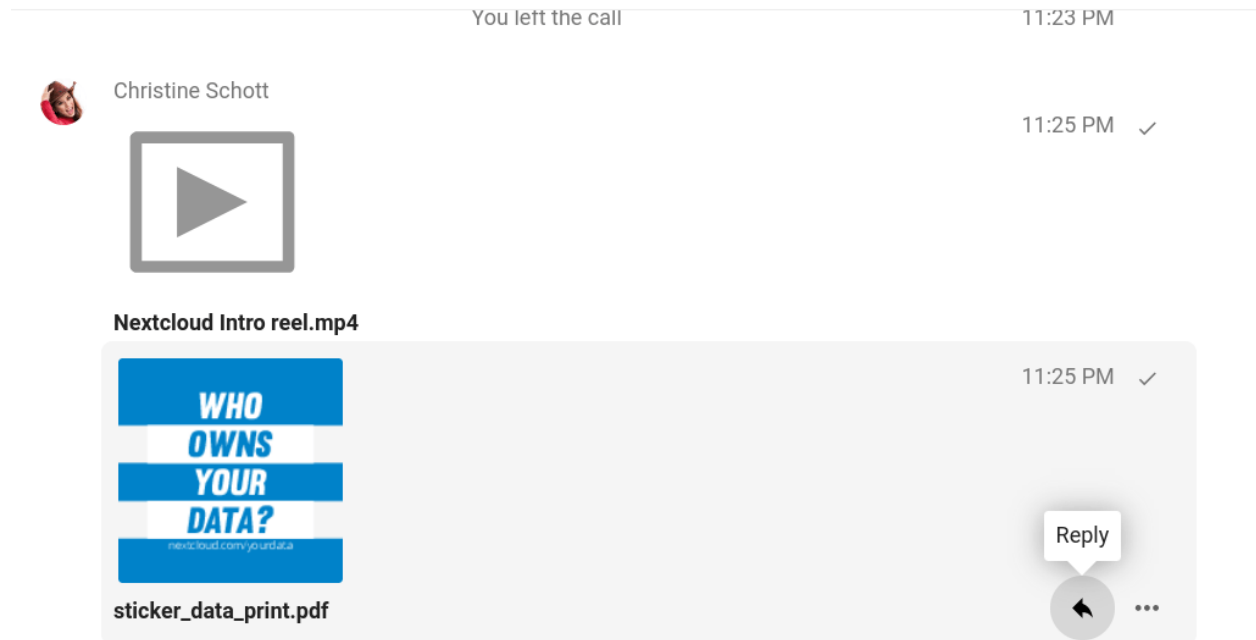 You left the call 11:23 PM
Christine Schott
11:25 PM
Nextcloud Intro reel.mp4
11:25 PM
WHO
OWNS
YOUR
DATA?
nextcloud.com/yourdata
Reply
sticker_data_print.pdf